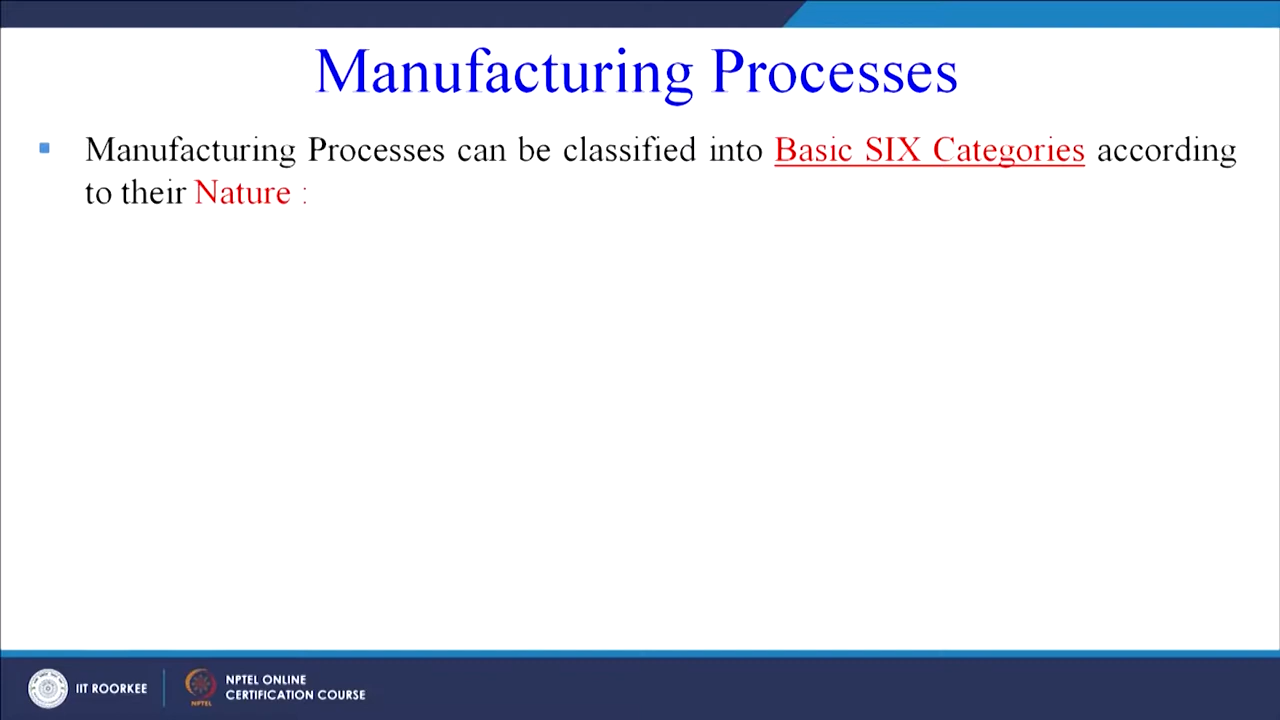 Manufacturing Processes
Manufacturing Processes can be classified into Basic SIX Categories according
to their Nature :
IIT ROORKEE
NPTEL
NPTEL ONLINE
CERTIFICATION COURSE